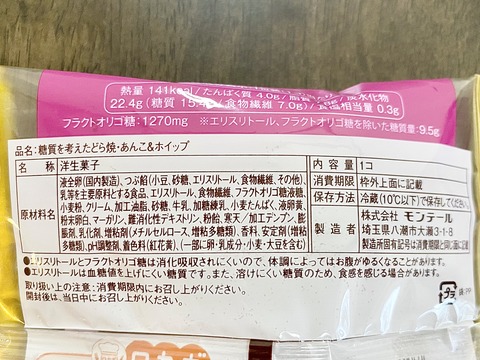 熱量 141kcal/たんぱく質 4.0g/脂質
炭水化物
22.4g(糖質 15.4g/食物繊維 7.0g)/食塩相当量 0.3g
フラクトオリゴ糖:1270mg ※エリスリトール、フラクトオリゴ糖を除いた糖質量:9.5g
品名:糖質を考えたどら焼・あんこ&ホイップ
名称 洋生菓子
原材料名 液全卵(国内製造)、つぶ餡(小豆、砂糖、エリスリトール、食物繊維、その他)、
乳等を主要原料とする食品、エリスリトール、フラクトオリゴ糖液糖、
小麦粉、クリーム、加工油脂、砂糖、牛乳、加糖練乳、小麦たんぱく、液卵黄、
粉末卵白、マーガリン、難消化性デキストリン、粉飴、寒天/加工デンプン、膨
脹剤、乳化剤、増粘剤(メチルセルロース、増粘多糖類)、香料、安定剤(増粘
多糖類)、pH調整剤、着色料(紅花黄)、(一部に卵・乳成分・小麦・大豆を含む)
内容量 1コ
消費期限 枠外上面に記載
保存方法 冷蔵(10℃以下)で保存してください。
製造者 株式会社 モンテール
埼玉県八潮市大瀬3-1-8
製造所固有記号は消費期限と同じ面に記載
●エリスリトールとフラクトオリゴ糖は消化吸収されにくいので、体調によってはお腹がゆるくなることがあります。
●エリスリトールは血糖値を上げにくい糖質です。また、溶けにくい糖質のため、食感を感じる場合があります。
取り扱い上の注意:消費期限内にお召し上がりください。
開封後は、当日中にお召し上がりください。
プラ